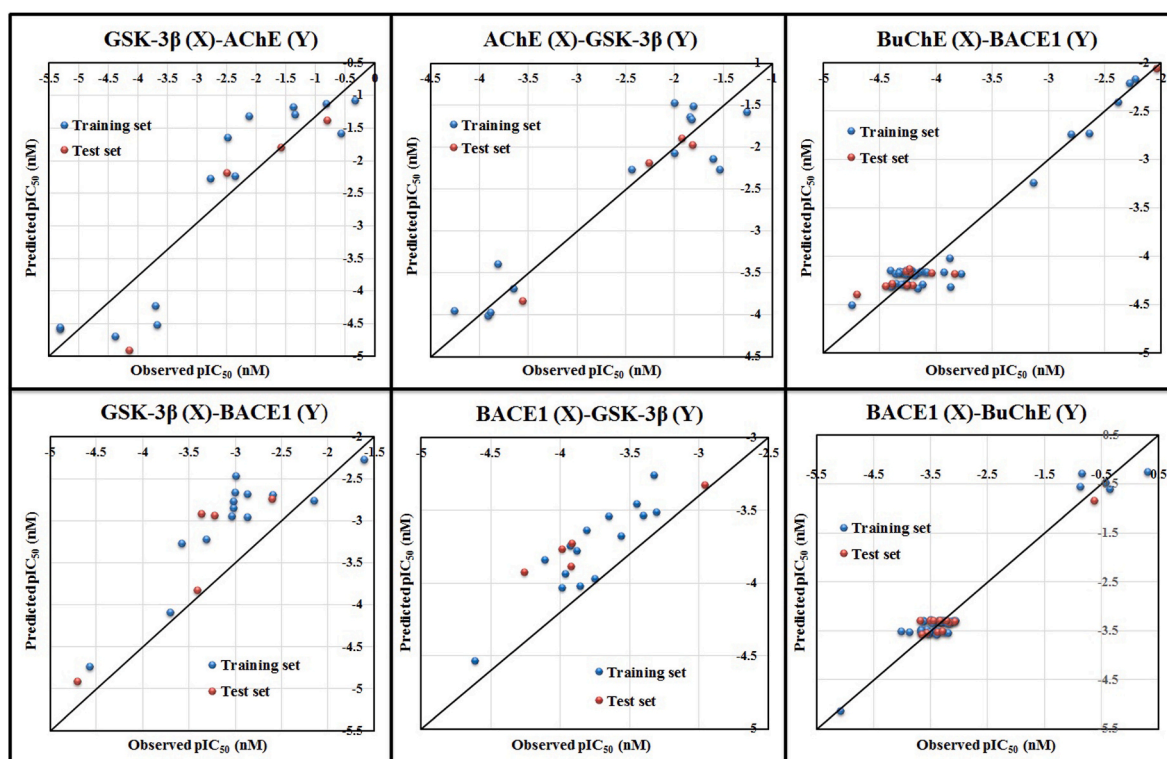 GSK-3β (X)-AChE (Y)
-5.5 -5 -4.5 -4 -3.5 -3 -2.5 -2 -1.5 -1 -0.5 0
-0.5
-1
-1.5
-2
-2.5
-3
-3.5
-4
-4.5
-5
Training set
Test set
Predicted pIC50 (nM)
Observed pIC50 (nM)
AChE (X)-GSK-3β (Y)
-4.5 -4 -3.5 -3 -2.5 -2 -1.5 -1
-1
-1.5
-2
-2.5
-3
-3.5
-4
4.5
Training set
Test set
Predicted pIC50 (nM)
Observed pIC50 (nM)
BuChE (X)-BACE1 (Y)
-5 -4.5 -4 -3.5 -3 -2.5 -2
-2
-2.5
-3
-3.5
-4
-4.5
-5
Training set
Test set
Predicted pIC50 (nM)
Observed pIC50 (nM)
GSK-3β (X)-BACE1 (Y)
-5 -4.5 -4 -3.5 -3 -2.5 -2 -1.5
-2
-2.5
-3
-3.5
-4
-4.5
-5
-5.5
Training set
Test set
Predicted pIC50 (nM)
Observed pIC50 (nM)
BACE1 (X)-GSK-3β (Y)
-5 -4.5 -4 -3.5 -3 -2.5
-3
-3.5
-4
-4.5
-5
Training set
Test set
Predicted pIC50 (nM)
Observed pIC50 (nM)
BACE1 (X)-BuChE (Y)
-5.5 -4.5 -3.5 -2.5 -1.5 -0.5
0.5
-0.5
-1.5
-2.5
-3.5
-4.5
-5.5
Training set
Test set
Predicted pIC50 (nM)
Observed pIC50 (nM)